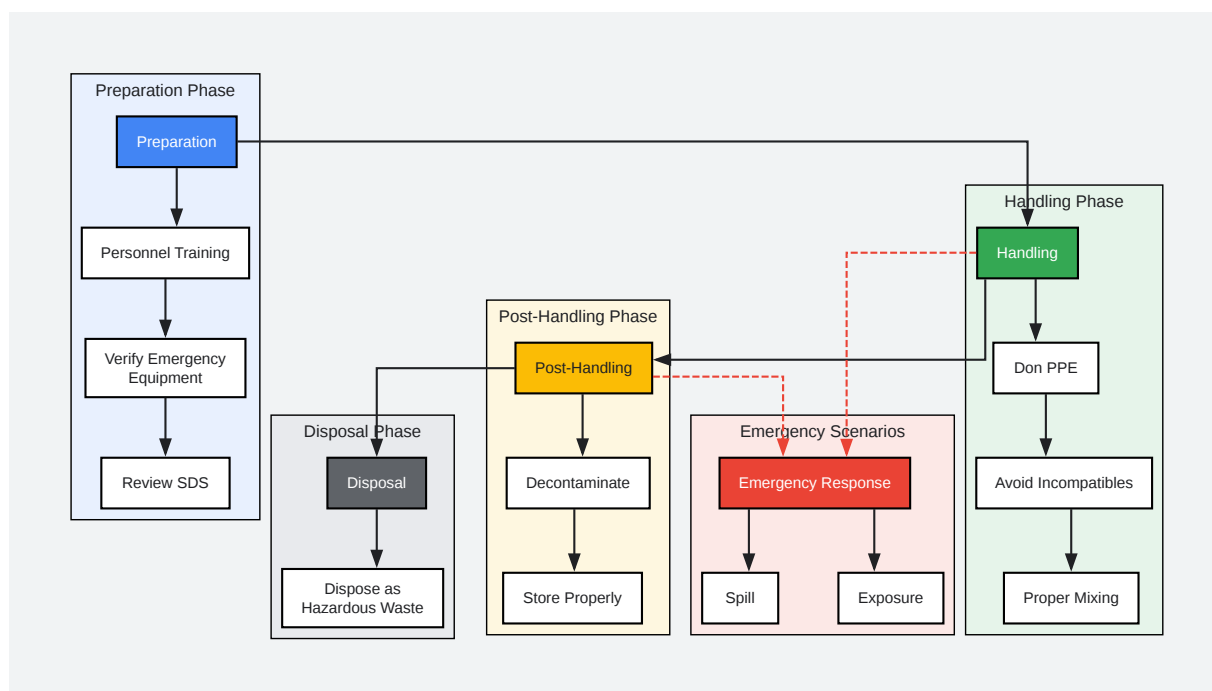 Preparation Phase
Preparation
Personnel Training
Verify Emergency
Equipment
Review SDS
Disposal Phase
Disposal
Dispose as
Hazardous Waste
Post-Handling Phase
Post-Handling
Decontaminate
Store Properly
Emergency Scenarios
Emergency Response
Spill
Exposure
Handling Phase
Handling
Don PPE
Avoid Incompatibles
Proper Mixing